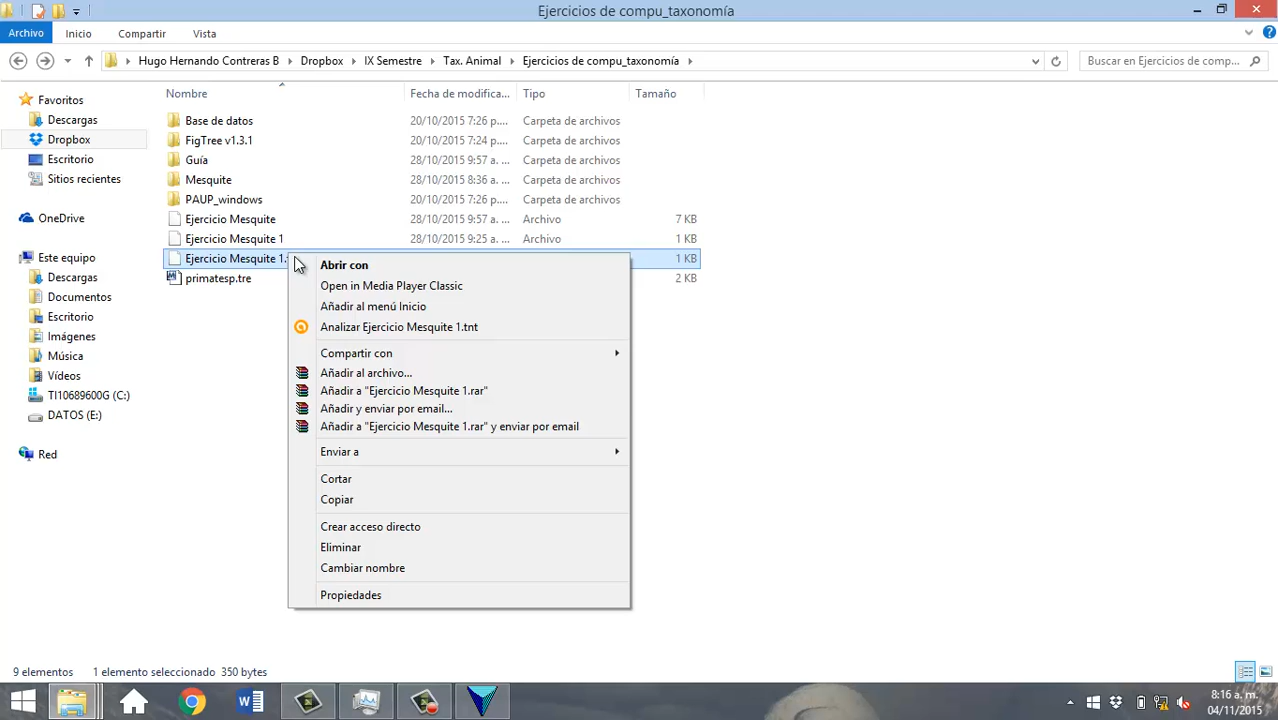 Ejercicios de compu_taxonomía
Archivo Inicio Compartir Vista
Hugo Hernando Contreras B Dropbox IX Semestre Tax. Animal Ejercicios de compu_taxonomía Buscar en Ejercicios de comp...
Nombre Fecha de modifica... Tipo Tamaño
Favoritos
Descargas
Dropbox
Escritorio
Sitios recientes
OneDrive
Este equipo
Descargas
Documentos
Escritorio
Imágenes
Música
Vídeos
TI10689600G (C:)
DATOS (E:)
Red
Base de datos 20/10/2015 7:26 p.... Carpeta de archivos
FigTree v1.3.1 20/10/2015 7:24 p.... Carpeta de archivos
Guía 28/10/2015 9:57 a. ... Carpeta de archivos
Mesquite 28/10/2015 8:36 a. ... Carpeta de archivos
PAUP_windows 20/10/2015 7:26 p.... Carpeta de archivos
Ejercicio Mesquite 28/10/2015 9:57 a. ... Archivo 7 KB
Ejercicio Mesquite 1 28/10/2015 9:25 a. ... Archivo 1 KB
Ejercicio Mesquite 1. 1 KB
primatesp.tre 2 KB
Abrir con
Open in Media Player Classic
Añadir al menú Inicio
Analizar Ejercicio Mesquite 1.tnt
Compartir con
Añadir al archivo...
Añadir a "Ejercicio Mesquite 1.rar"
Añadir y enviar por email...
Añadir a "Ejercicio Mesquite 1.rar" y enviar por email
Enviar a
Cortar
Copiar
Crear acceso directo
Eliminar
Cambiar nombre
Propiedades
9 elementos 1 elemento seleccionado 350 bytes
8:16 a. m.
04/11/2015